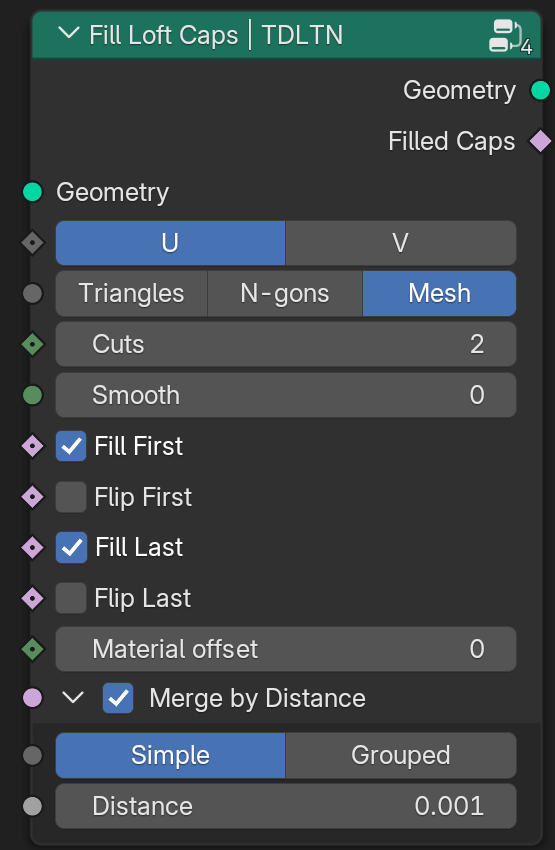 Fill Loft Caps | TDLTN 4
Geometry
Filled Caps
Geometry
U V
Triangles N-gons Mesh
Cuts 2
Smooth 0
Fill First
Flip First
Fill Last
Flip Last
Material offset 0
Merge by Distance
Simple Grouped
Distance 0.001